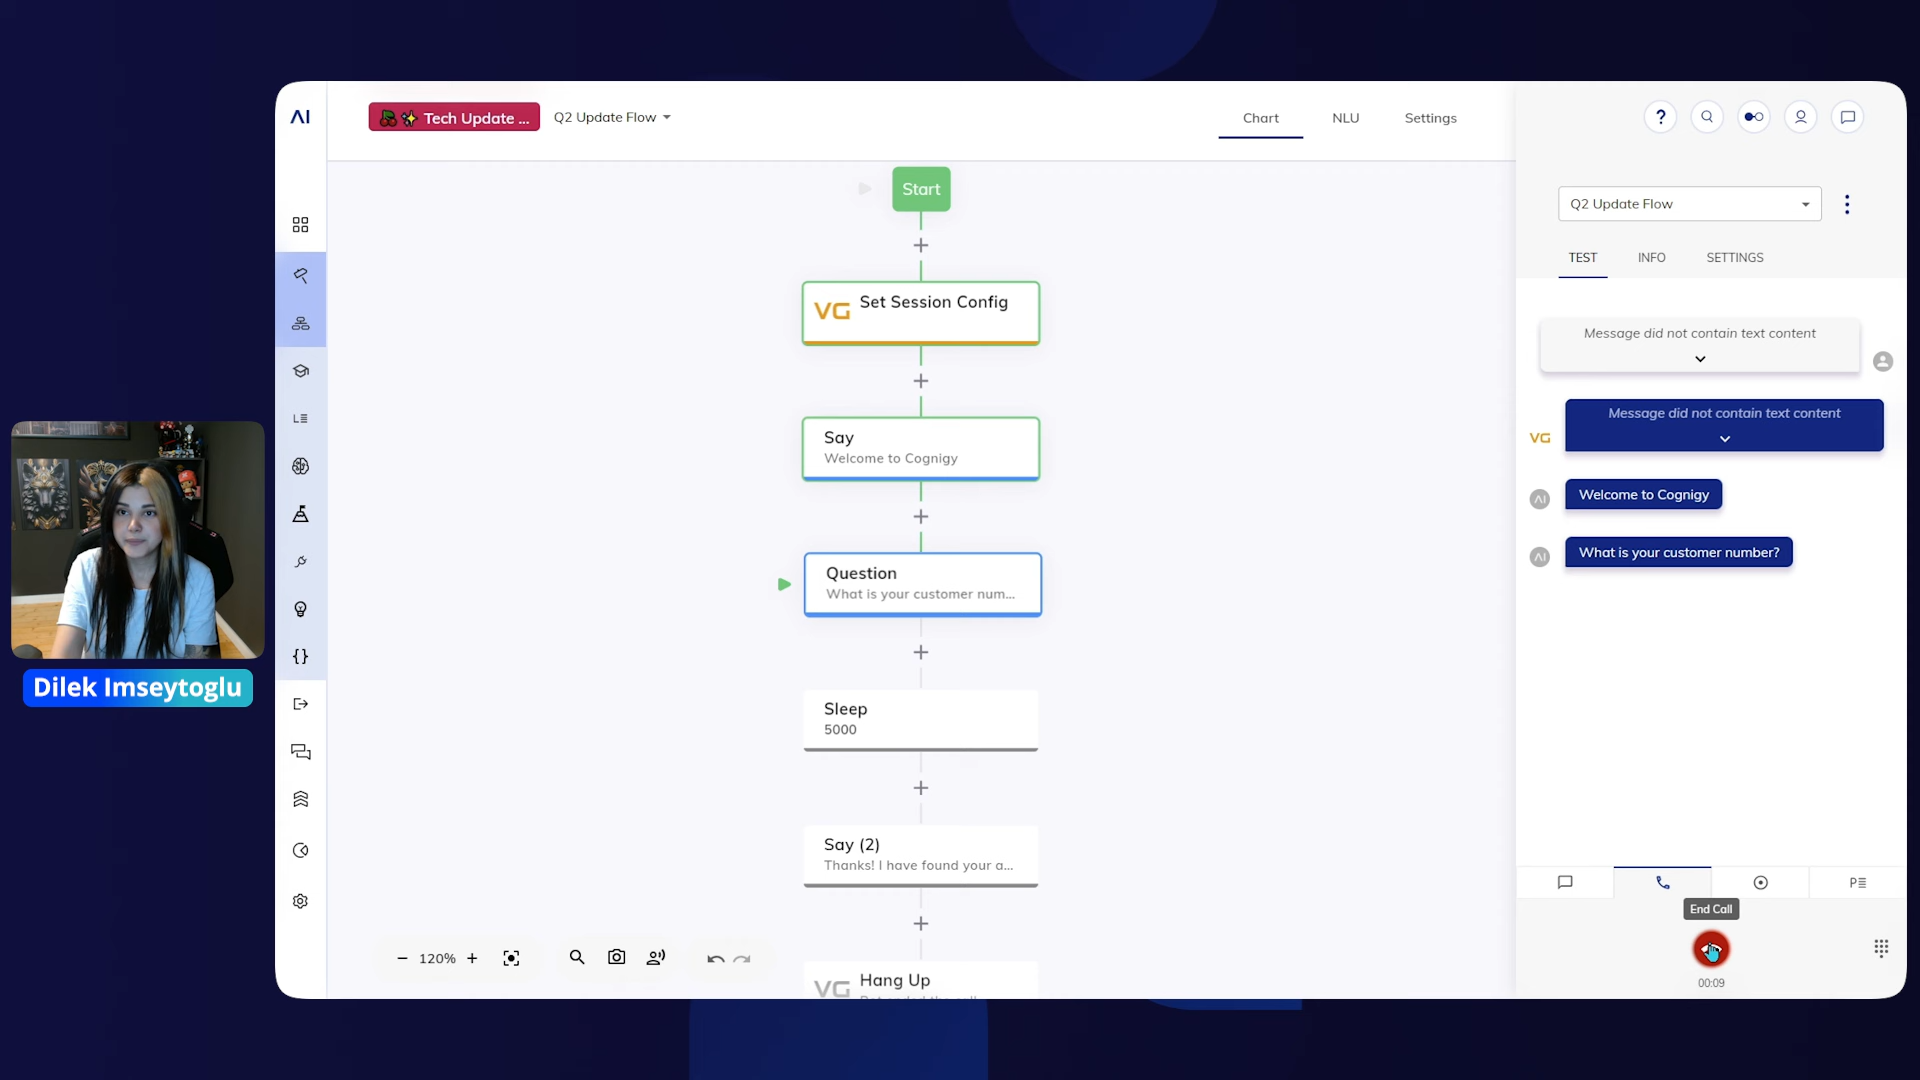 AI
🍒✨ Tech Update ...
Q2 Update Flow
Chart
NLU
Settings
?
Start
VG Set Session Config
Say
Welcome to Cognigy
Question
What is your customer num...
Sleep
5000
Say (2)
Thanks! I have found your a...
VG Hang Up
120%
Q2 Update Flow
TEST
INFO
SETTINGS
Message did not contain text content
VG
Message did not contain text content
AI
Welcome to Cognigy
AI
What is your customer number?
End Call
00:09
Dilek Imseytoglu